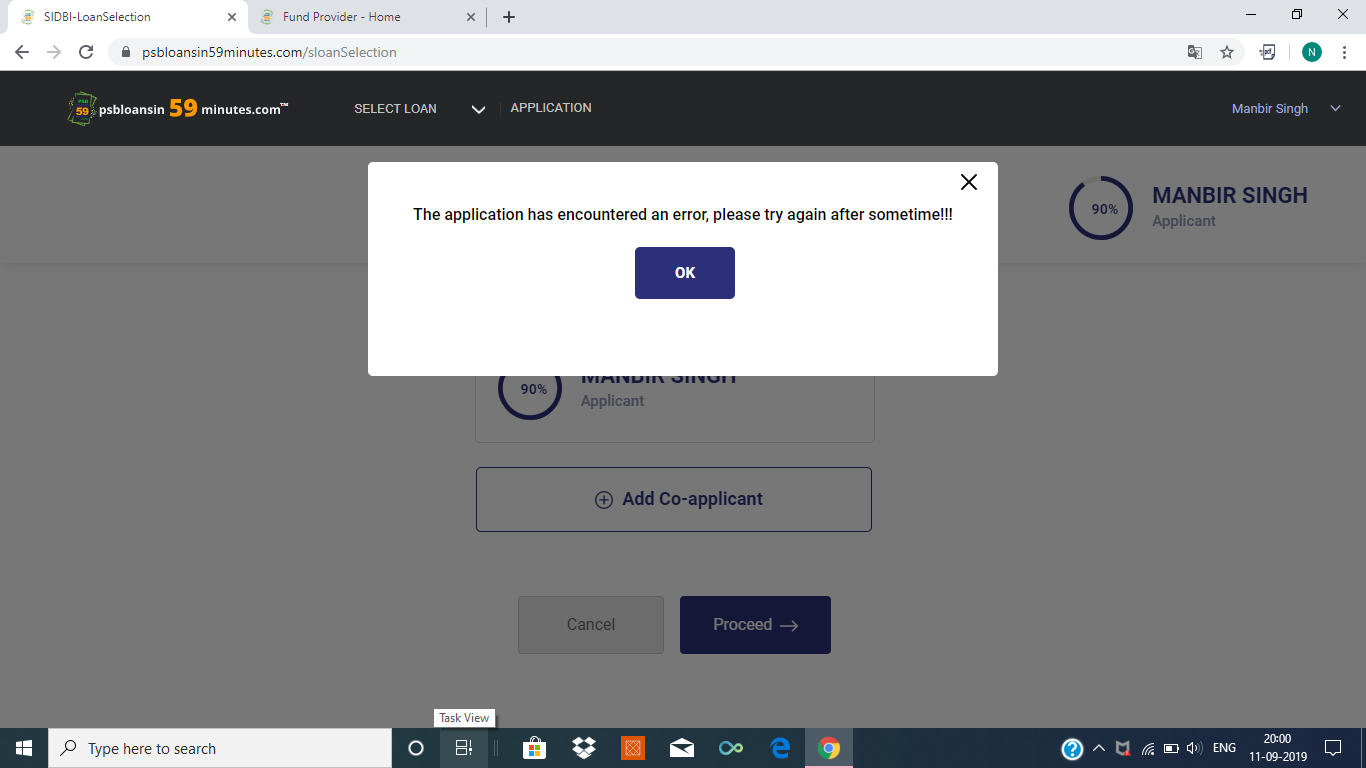 SIDBI-LoanSelection
Fund Provider - Home
psbloansin59minutes.com/sloanSelection
N
PSB 59 psbloansin 59 minutes.com™
SELECT LOAN
APPLICATION
Manbir Singh
The application has encountered an error, please try again after sometime!!!
OK
90%
MANBIR SINGH
Applicant
90%
MANBIR SINGH
Applicant
Add Co-applicant
Cancel
Proceed
Task View
Type here to search
ENG
20:00
11-09-2019